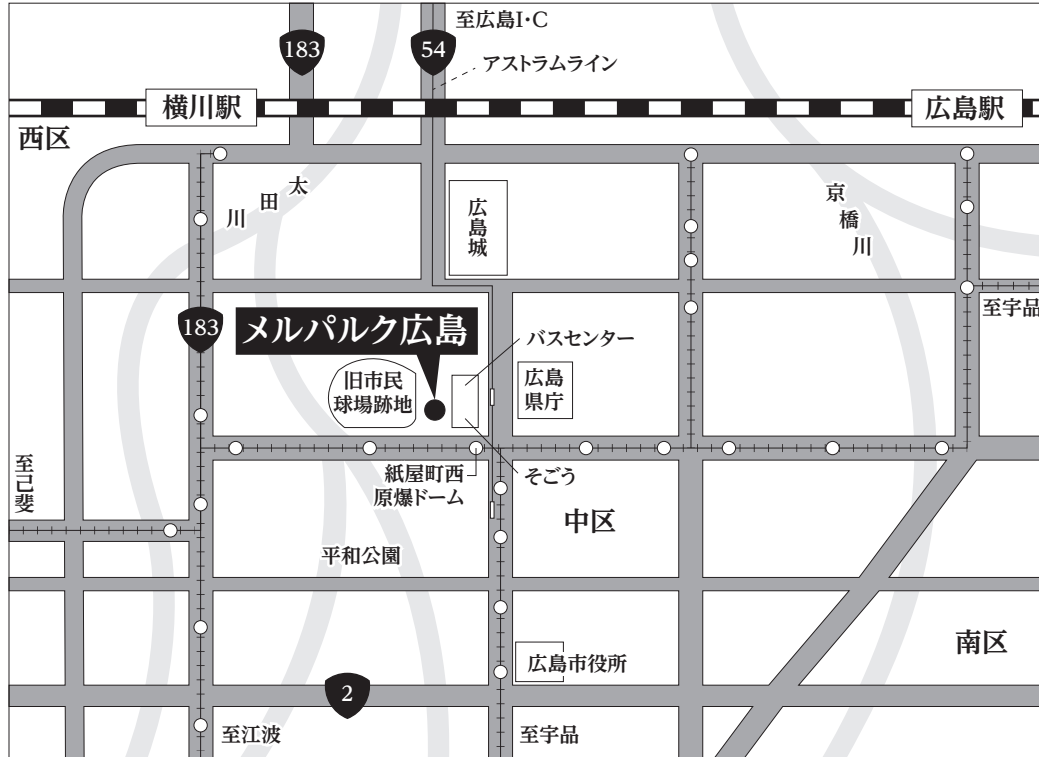 至広島I・C
183
54
アストラムライン
横川駅
広島駅
西区
太田川
京橋川
広島城
至宇品
183
メルパルク広島
バスセンター
旧市民
球場跡地
広島
県庁
至己斐
紙屋町西
原爆ドーム
そごう
中区
平和公園
南区
広島市役所
2
至江波
至宇品